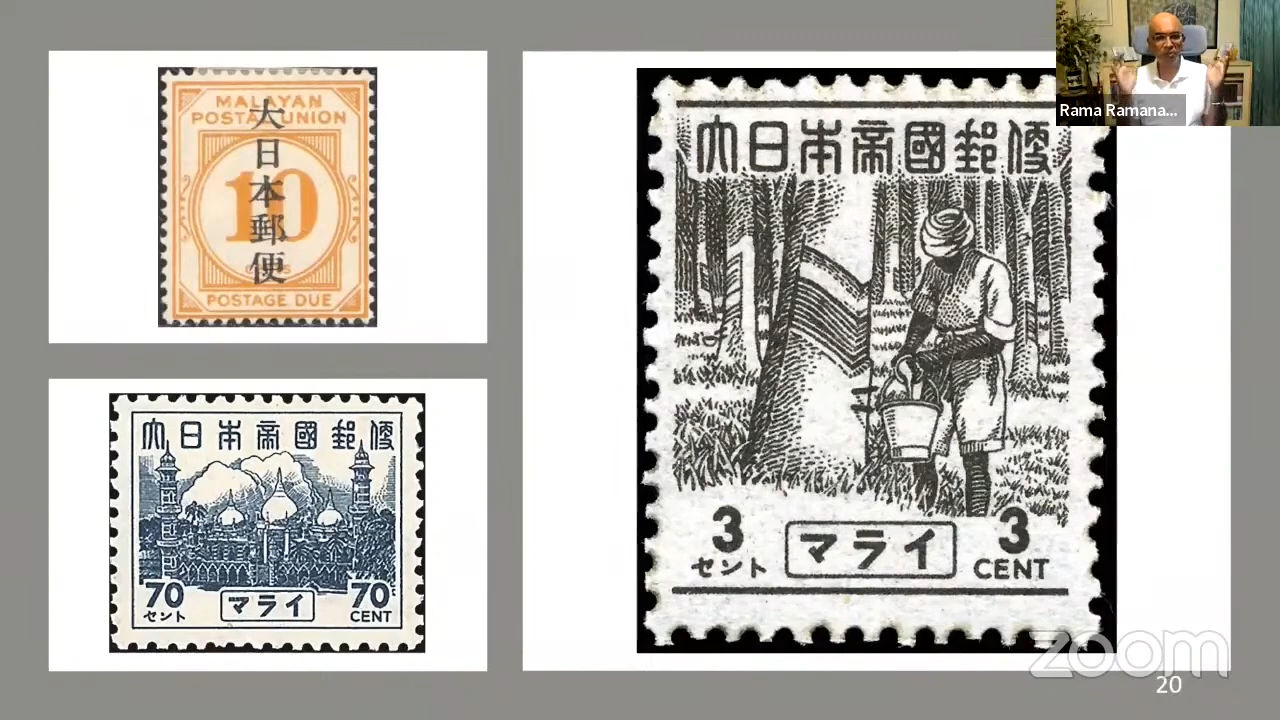 MALAYAN
POSTAL UNION
大日本郵便
10
POSTAGE DUE
大日本帝國郵便
70
セント
マライ
70
CENT
大日本帝國郵便
3
セント
マライ
3
CENT
Rama Ramana...
zoom
20